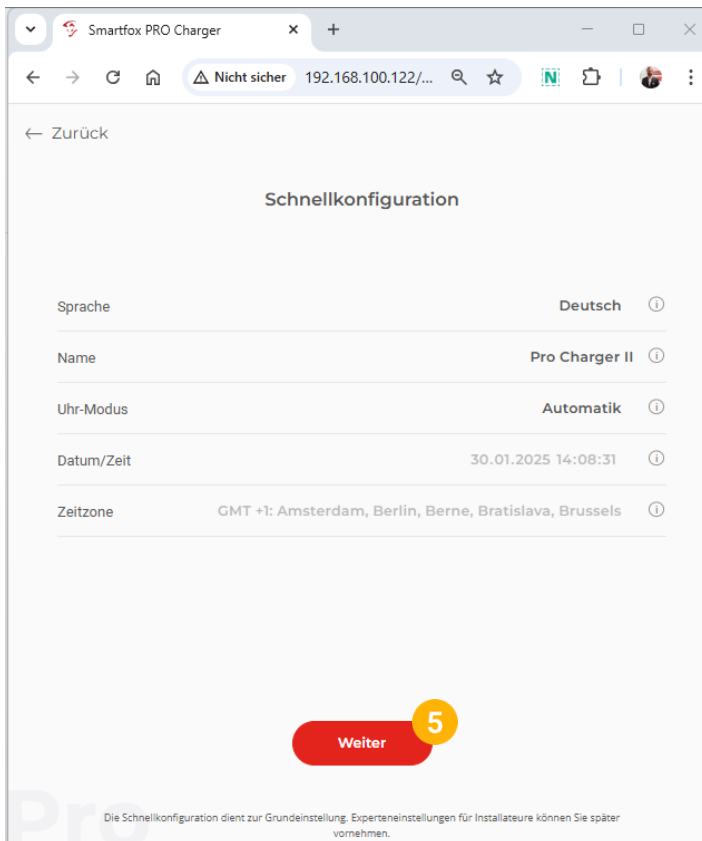 Smartfox PRO Charger
Nicht sicher 192.168.100.122/...
N
← Zurück
Schnellkonfiguration
Sprache Deutsch
Name Pro Charger II
Uhr-Modus Automatik
Datum/Zeit 30.01.2025 14:08:31
Zeitzone GMT +1: Amsterdam, Berlin, Berne, Bratislava, Brussels
5
Weiter
Pro
Die Schnellkonfiguration dient zur Grundeinstellung. Experteneinstellungen für Installateure können Sie später
vornehmen.